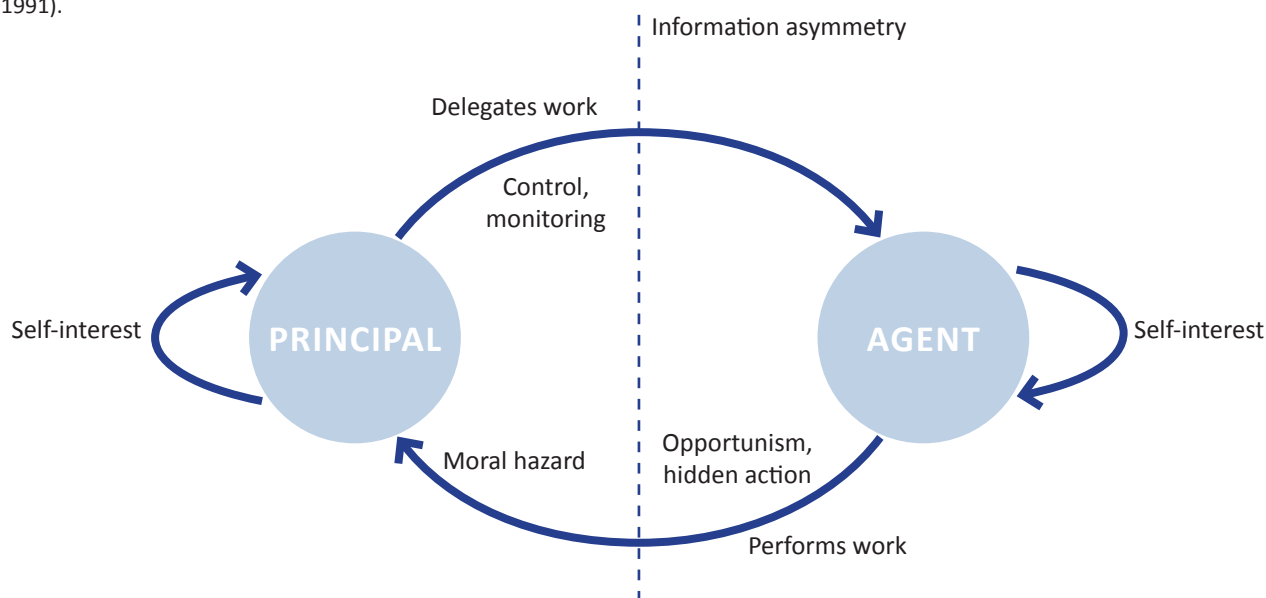 1991).
Information asymmetry
Delegates work
Control,
monitoring
Self-interest
PRINCIPAL
AGENT
Self-interest
Moral hazard
Opportunism,
hidden action
Performs work